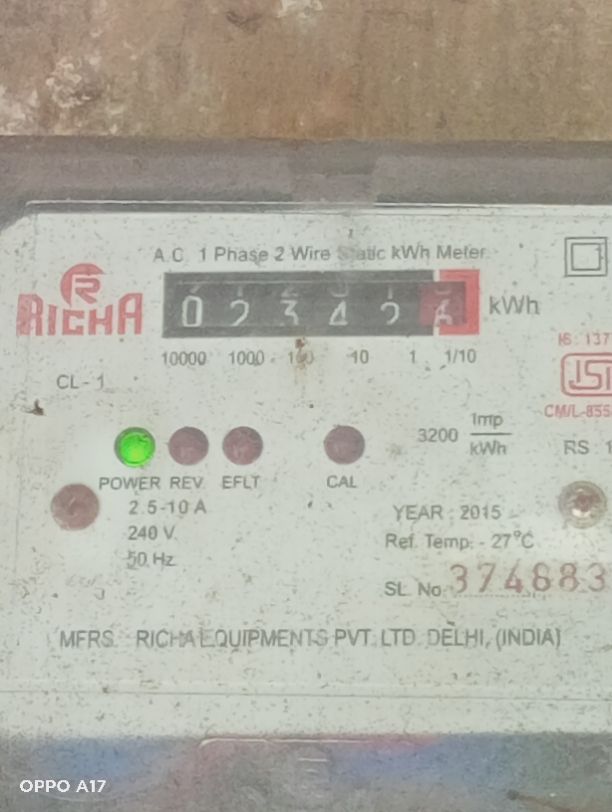 A.C. 1 Phase 2 Wire Static kWh Meter
RICHA
0 2 3 4 2 4 kWh
10000 1000 100 10 1 1/10
IS: 137
CL - 1
ISI
CM/L-855
3200 Imp/kWh
RS
POWER REV. EFLT CAL
2.5-10 A
YEAR : 2015
240 V.
Ref. Temp. - 27°C
50 Hz.
SL. No. 374883
MFRS. RICHA EQUIPMENTS PVT. LTD. DELHI, (INDIA)
OPPO A17